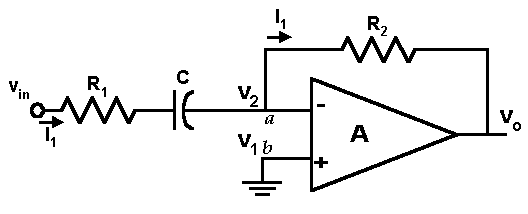 I₁
R₂
vᵢₙ
R₁
C
v₂
a
-
A
vₒ
I₁
v₁ b
+